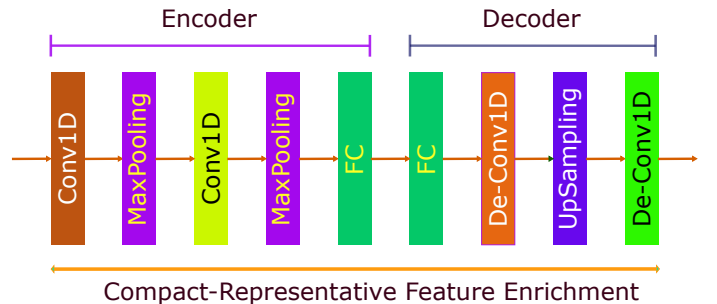 Encoder
Decoder
Conv1D
MaxPooling
Conv1D
MaxPooling
FC
FC
De-Conv1D
UpSampling
De-Conv1D
Compact-Representative Feature Enrichment